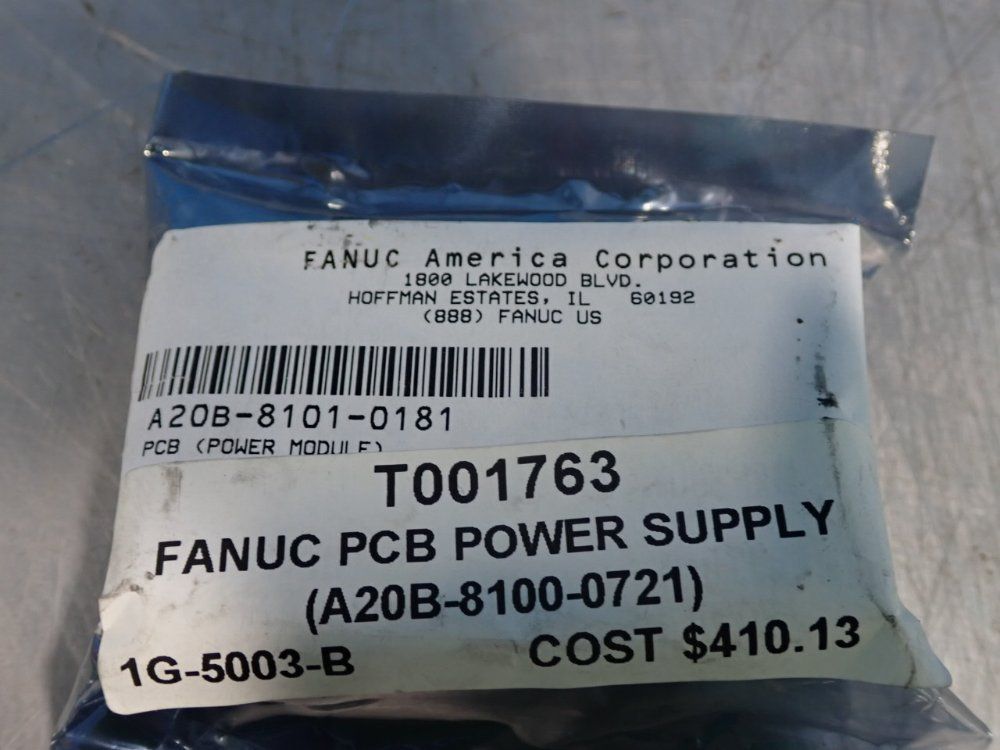 FANUC America Corporation
1800 LAKEWOOD BLVD.
HOFFMAN ESTATES, IL 60192
(888) FANUC US
A20B-8101-0181
PCB (POWER MODULE)
T001763
FANUC PCB POWER SUPPLY
(A20B-8100-0721)
1G-5003-B COST $410.13